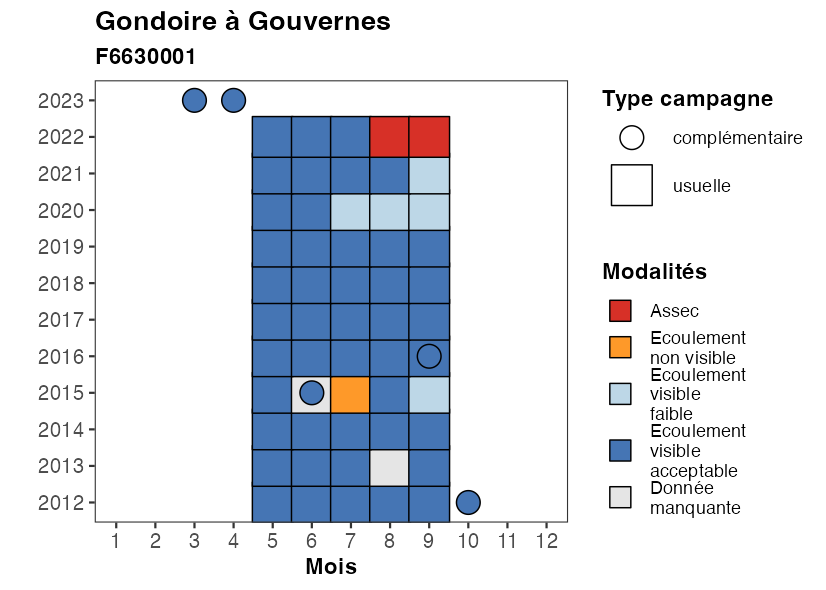 Gondoire à Gouvernes
F6630001
2023
2022
2021
2020
2019
2018
2017
2016
2015
2014
2013
2012
1 2 3 4 5 6 7 8 9 10 11 12
Mois
Type campagne
complémentaire
usuelle
Modalités
Assec
Ecoulement
non visible
Ecoulement
visible
faible
Ecoulement
visible
acceptable
Donnée
manquante